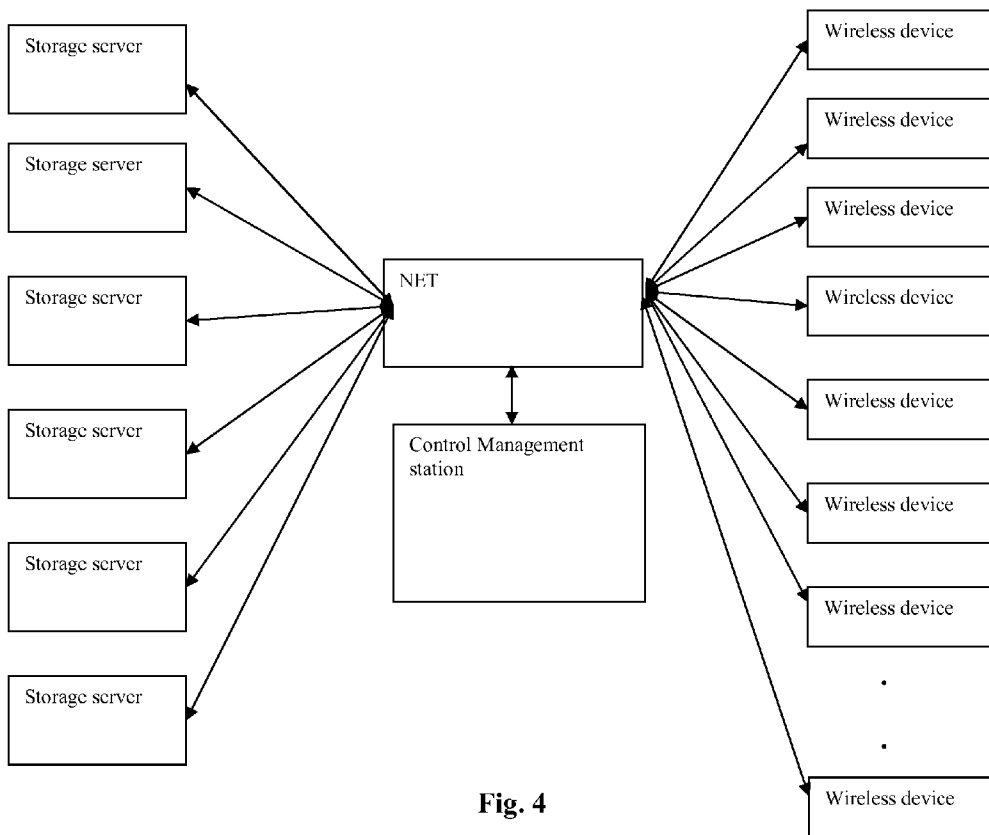 Storage server
Storage server
Storage server
Storage server
Storage server
Storage server
NET
Control Management
station
Wireless device
Wireless device
Wireless device
Wireless device
Wireless device
Wireless device
Wireless device
Wireless device
Fig. 4